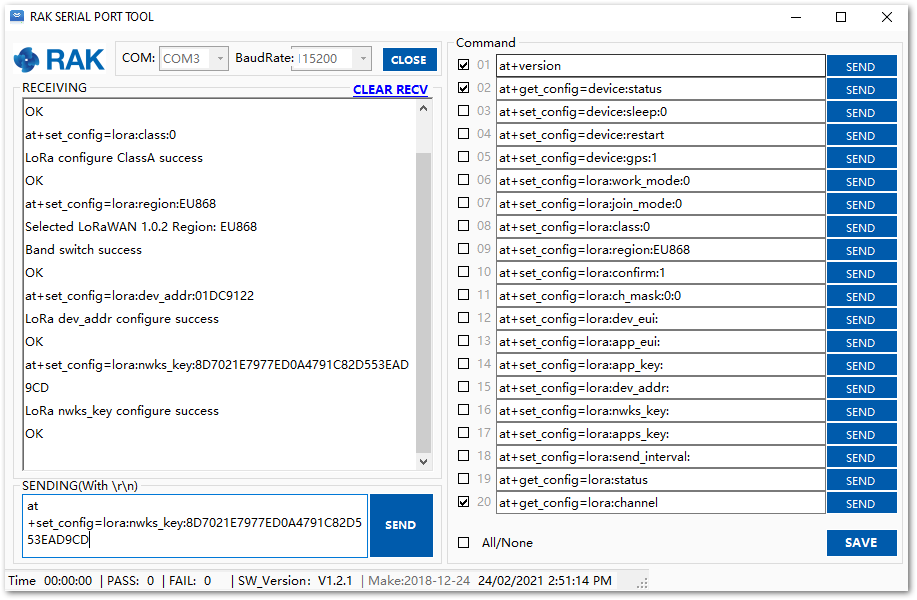 RAK SERIAL PORT TOOL
RAK
COM: COM3 BaudRate: 115200 CLOSE
RECEIVING CLEAR RECV
OK
at+set_config=lora:class:0
LoRa configure ClassA success
OK
at+set_config=lora:region:EU868
Selected LoRaWAN 1.0.2 Region: EU868
Band switch success
OK
at+set_config=lora:dev_addr:01DC9122
LoRa dev_addr configure success
OK
at+set_config=lora:nwks_key:8D7021E7977ED0A4791C82D553EAD
9CD
LoRa nwks_key configure success
OK
SENDING(With \r\n)
at
+set_config=lora:nwks_key:8D7021E7977ED0A4791C82D5
53EAD9CD
SEND
Command
01 at+version SEND
02 at+get_config=device:status SEND
03 at+set_config=device:sleep:0 SEND
04 at+set_config=device:restart SEND
05 at+set_config=device:gps:1 SEND
06 at+set_config=lora:work_mode:0 SEND
07 at+set_config=lora:join_mode:0 SEND
08 at+set_config=lora:class:0 SEND
09 at+set_config=lora:region:EU868 SEND
10 at+set_config=lora:confirm:1 SEND
11 at+set_config=lora:ch_mask:0:0 SEND
12 at+set_config=lora:dev_eui: SEND
13 at+set_config=lora:app_eui: SEND
14 at+set_config=lora:app_key: SEND
15 at+set_config=lora:dev_addr: SEND
16 at+set_config=lora:nwks_key: SEND
17 at+set_config=lora:apps_key: SEND
18 at+set_config=lora:send_interval: SEND
19 at+get_config=lora:status SEND
20 at+get_config=lora:channel SEND
All/None SAVE
Time 00:00:00 | PASS: 0 | FAIL: 0 | SW_Version: V1.2.1 | Make:2018-12-24 24/02/2021 2:51:14 PM